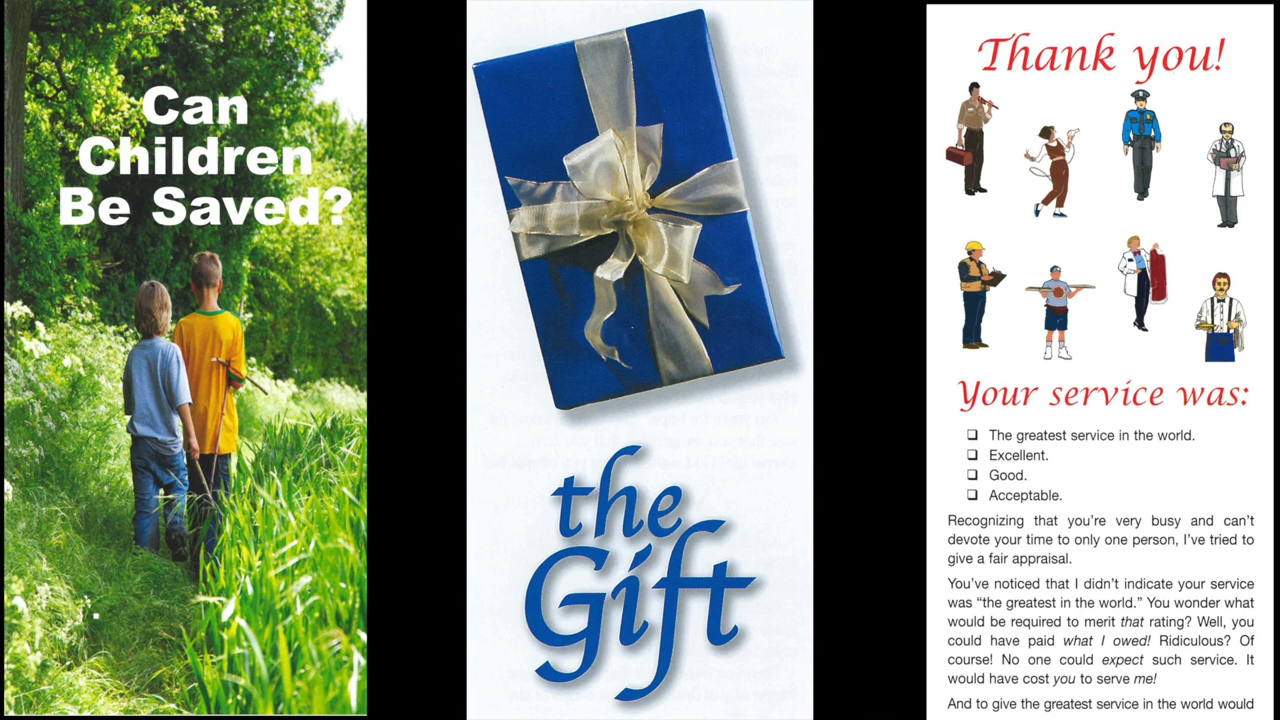 Can
Children
Be Saved?
the
Gift
Thank you!
Your service was:
❑ The greatest service in the world.
❑ Excellent.
❑ Good.
❑ Acceptable.
Recognizing that you’re very busy and can’t
devote your time to only one person, I’ve tried to
give a fair appraisal.
You’ve noticed that I didn’t indicate your service
was “the greatest in the world.” You wonder what
would be required to merit that rating? Well, you
could have paid what I owed! Ridiculous? Of
course! No one could expect such service. It
would have cost you to serve me!
And to give the greatest service in the world would